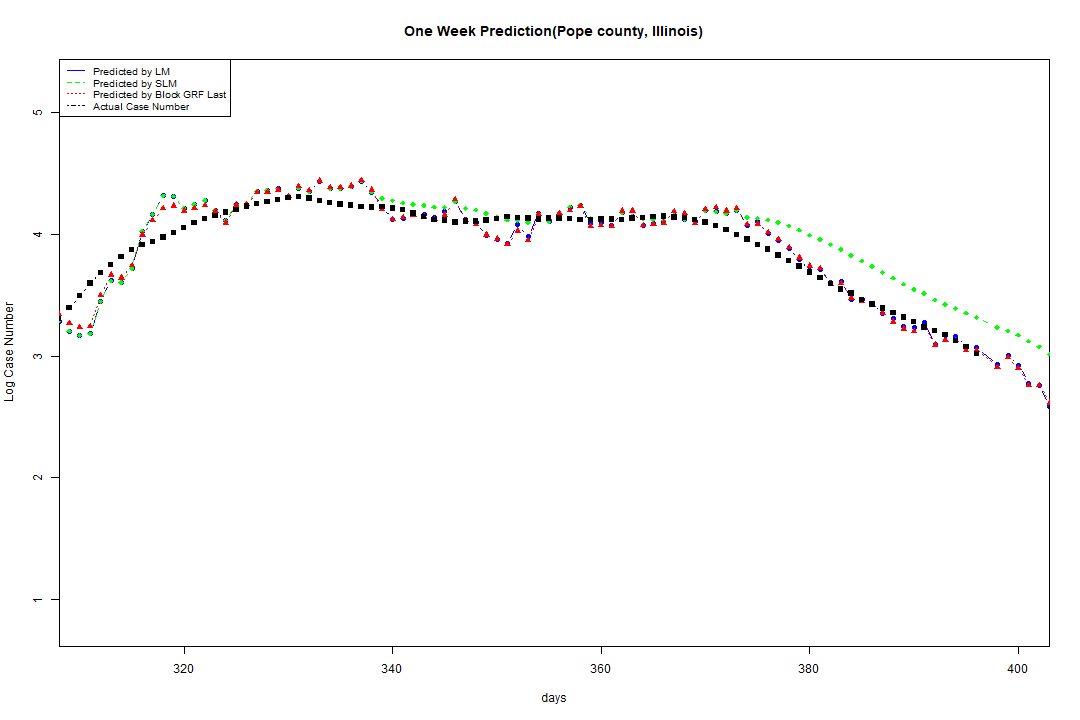 One Week Prediction(Pope county, Illinois)
Predicted by LM
Predicted by SLM
Predicted by Block GRF Last
Actual Case Number
5
4
3
2
1
Log Case Number
320
340
360
380
400
days